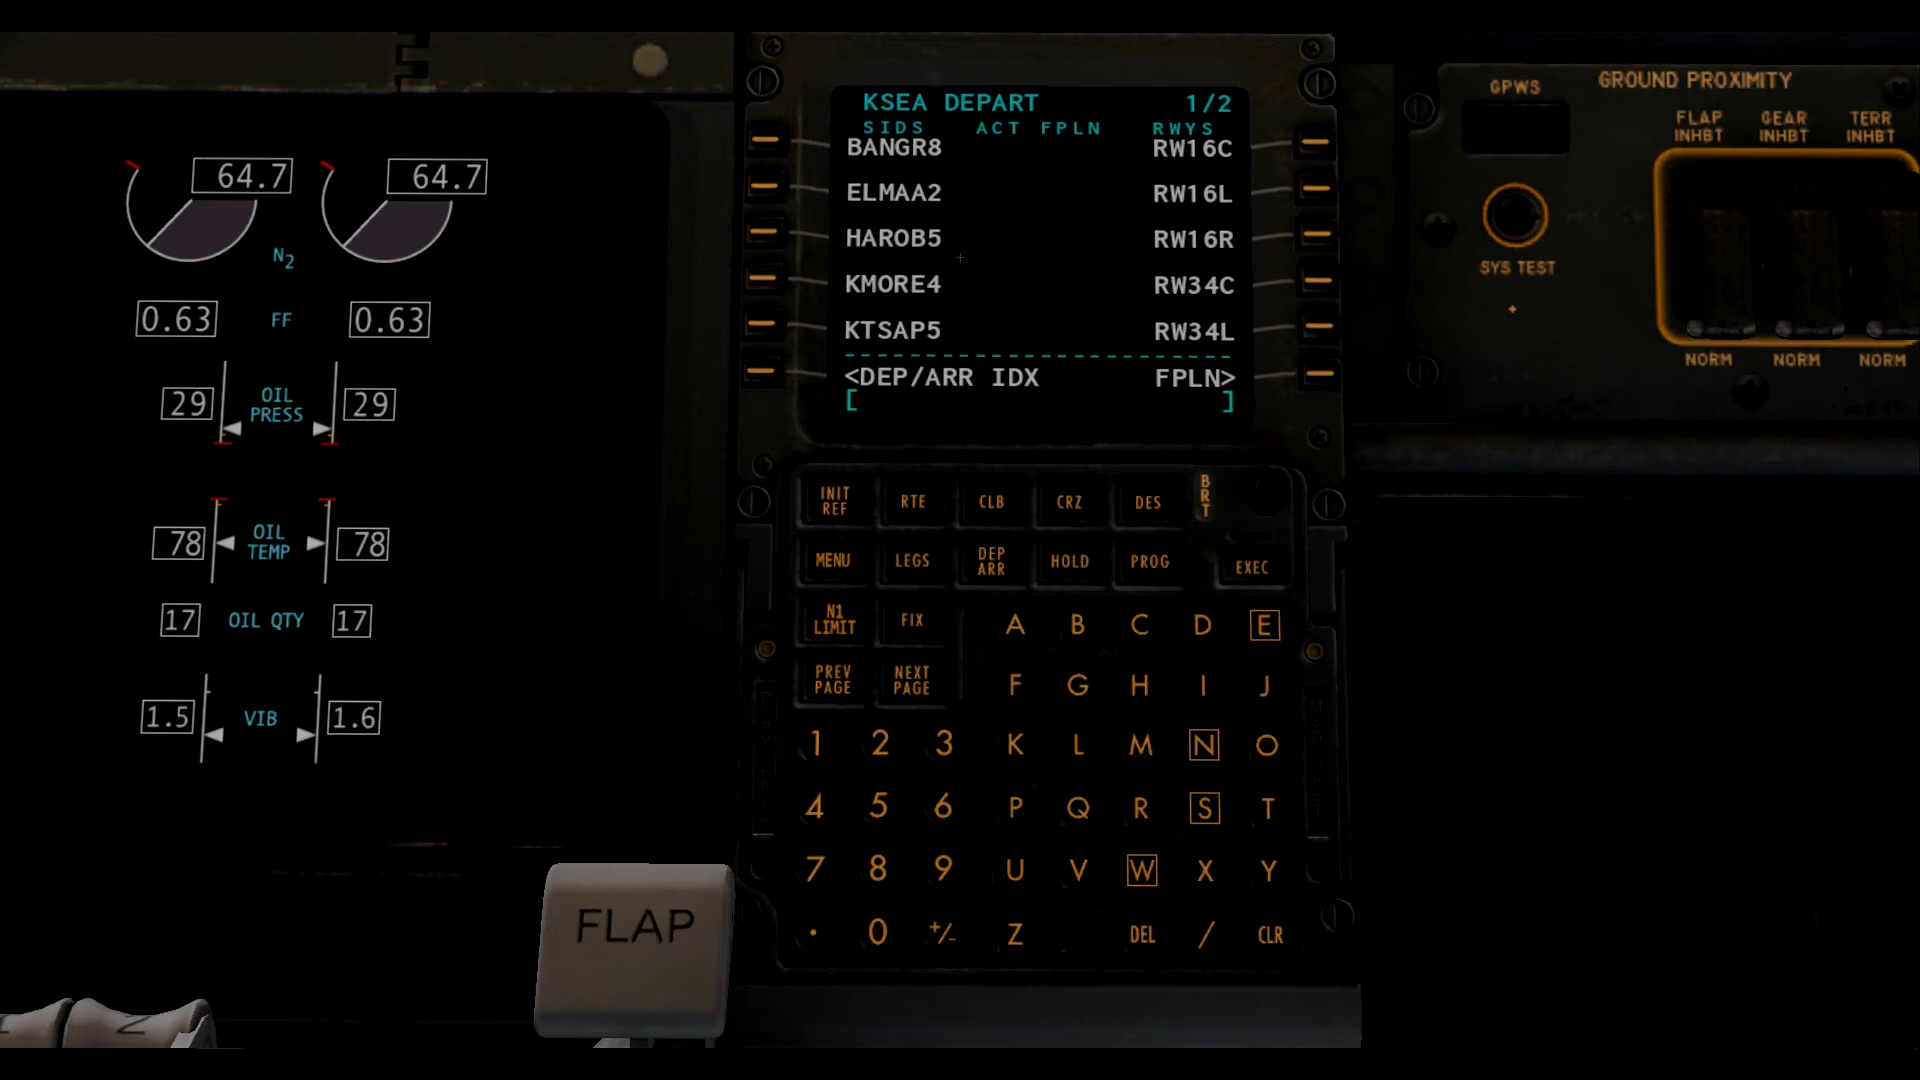 64.7 64.7
N2
0.63 FF 0.63
29 OIL PRESS 29
78 OIL TEMP 78
17 OIL QTY 17
1.5 VIB 1.6
FLAP
KSEA DEPART 1/2
SIDS ACT FPLN RWYS
BANGR8 RW16C
ELMAA2 RW16L
HAROB5 RW16R
KMORE4 RW34C
KTSAP5 RW34L
<DEP/ARR IDX FPLN>
[ ]
INIT REF RTE CLB CRZ DES BRT
MENU LEGS DEP ARR HOLD PROG EXEC
N1 LIMIT FIX
PREV PAGE NEXT PAGE
A B C D E
F G H I J
1 2 3 K L M N O
4 5 6 P Q R S T
7 8 9 U V W X Y
. 0 +/- Z DEL / CLR
GPWS GROUND PROXIMITY
FLAP INHBT GEAR INHBT TERR INHBT
SYS TEST
NORM NORM NORM